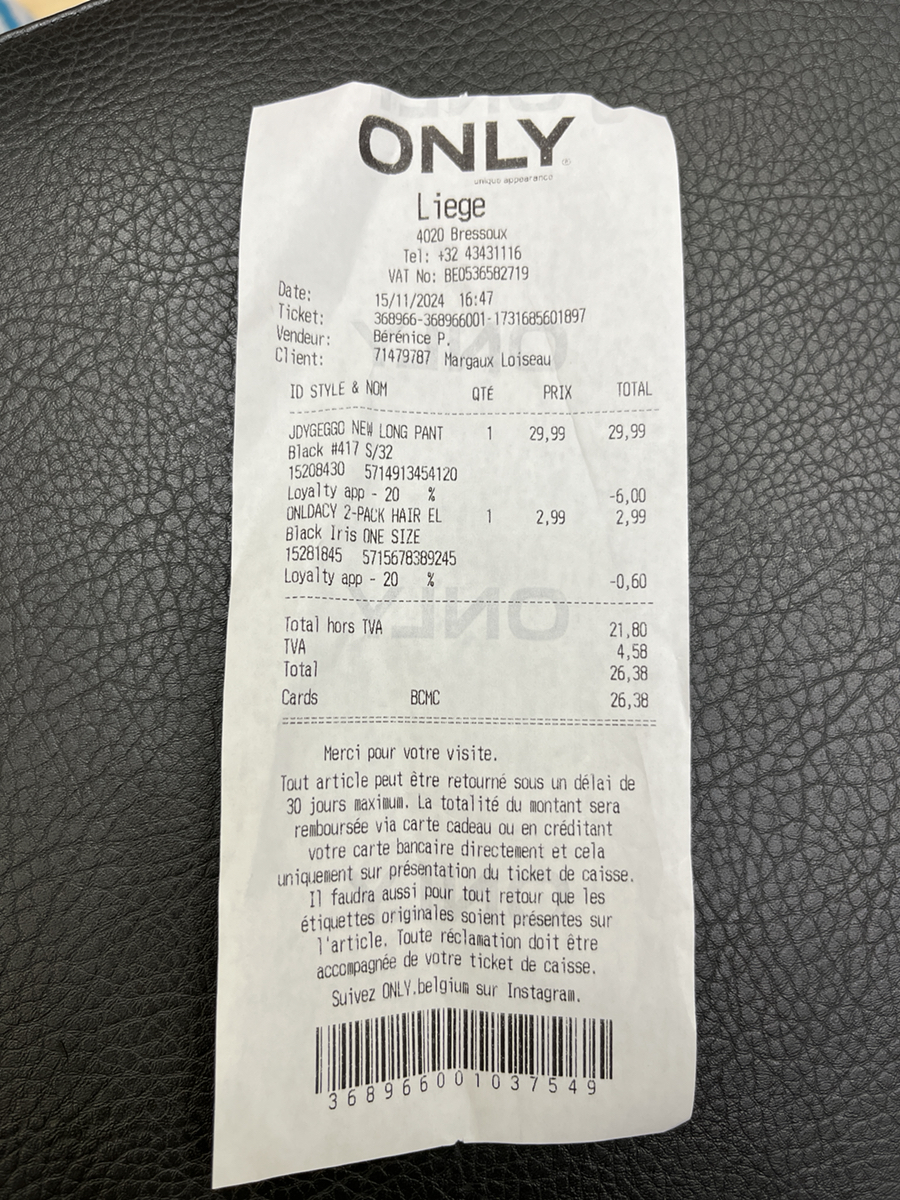 ONLY
unique appearance
Liege
4020 Bressoux
Tel: +32 43431116
VAT No: BE0536582719
Date: 15/11/2024 16:47
Ticket: 368966-368966001-1731685601897
Vendeur: Bérénice P.
Client: 71479787 Margaux Loiseau
ID STYLE & NOM QTÉ PRIX TOTAL
JDYGEGGO NEW LONG PANT 1 29,99 29,99
Black #417 S/32
15208430 5714913454120
Loyalty app - 20 % -6,00
ONLDACY 2-PACK HAIR EL 1 2,99 2,99
Black Iris ONE SIZE
15281845 5715678389245
Loyalty app - 20 % -0,60
Total hors TVA 21,80
TVA 4,58
Total 26,38
Cards BCMC 26,38
Merci pour votre visite.
Tout article peut être retourné sous un délai de
30 jours maximum. La totalité du montant sera
remboursée via carte cadeau ou en créditant
votre carte bancaire directement et cela
uniquement sur présentation du ticket de caisse.
Il faudra aussi pour tout retour que les
étiquettes originales soient présentes sur
l'article. Toute réclamation doit être
accompagnée de votre ticket de caisse.
Suivez ONLY.belgium sur Instagram.
368966001037549